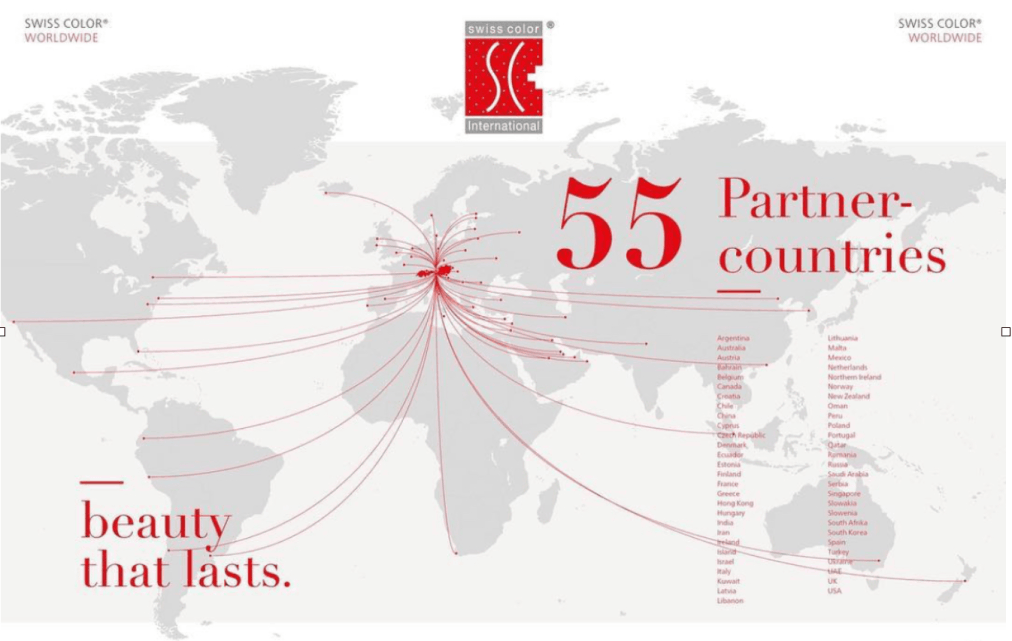 SWISS COLOR®
WORLDWIDE
swiss color ®
International
SWISS COLOR®
WORLDWIDE
55
Partner-
countries
Argentina
Australia
Austria
Bahrain
Belgium
Canada
Croatia
Chile
China
Cyprus
Czech Republic
Denmark
Ecuador
Estonia
Finland
France
Greece
Hong Kong
Hungary
India
Iran
Ireland
Island
Israel
Italy
Kuwait
Latvia
Libanon
Lithuania
Malta
Mexico
Netherlands
Northern Ireland
Norway
New Zealand
Oman
Peru
Poland
Portugal
Qatar
Rumania
Russia
Saudi Arabia
Serbia
Singapore
Slowakia
Slowenia
South Afrika
South Korea
Spain
Turkey
Ukraine
UAE
UK
USA
beauty
that lasts.